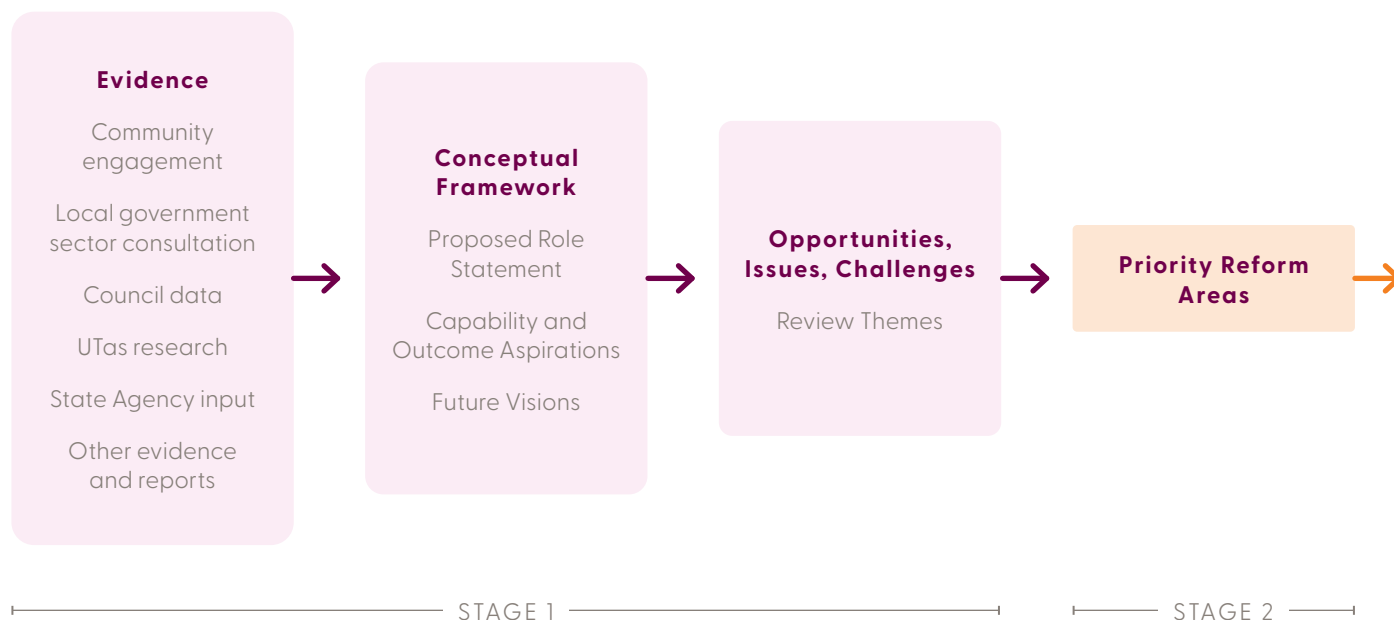 Evidence
Community
engagement
Local government
sector consultation
Council data
UTas research
State Agency input
Other evidence
and reports
Conceptual
Framework
Proposed Role
Statement
Capability and
Outcome Aspirations
Future Visions
Opportunities,
Issues, Challenges
Review Themes
Priority Reform
Areas
STAGE 1
STAGE 2